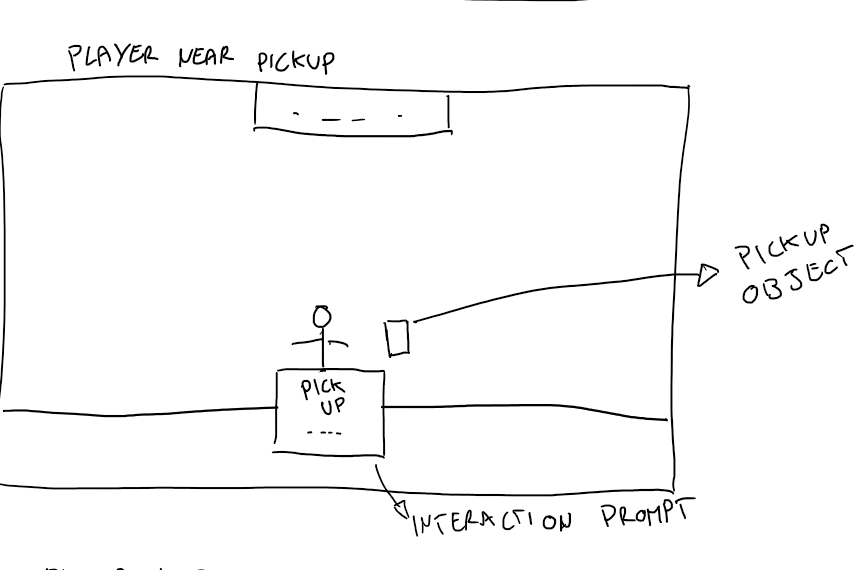 PLAYER NEAR PICKUP
PICKUP
OBJECT
PICK
UP
INTERACTION PROMPT